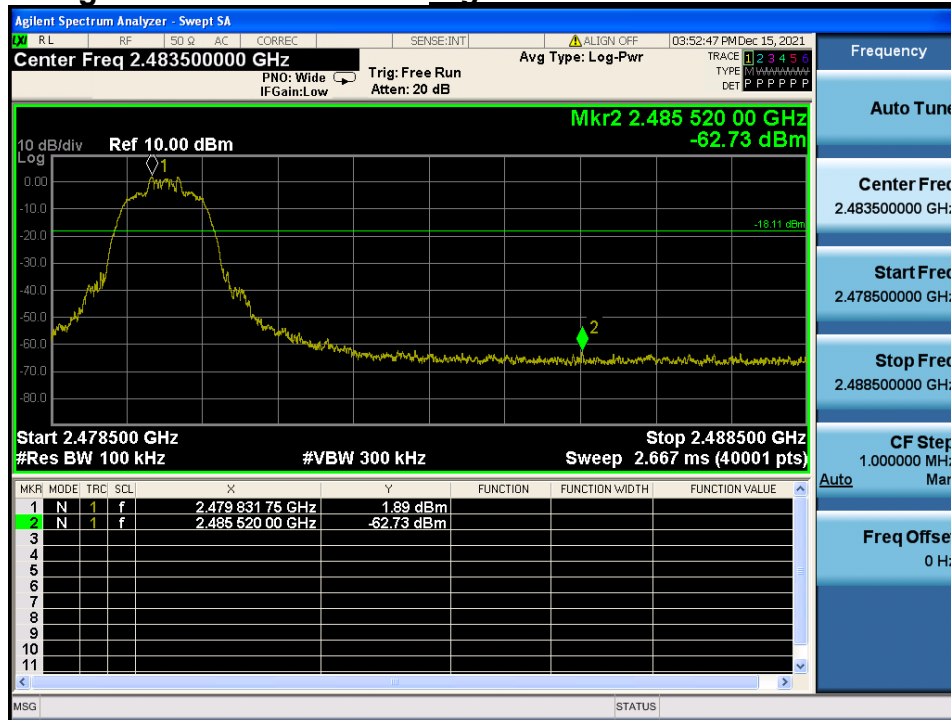 Agilent Spectrum Analyzer - Swept SA
LXI RL RF 50 Ω AC CORREC SENSE:INT ALIGN OFF 03:52:47 PM Dec 15, 2021
Center Freq 2.483500000 GHz
PNO: Wide
IFGain:Low
Trig: Free Run
Atten: 20 dB
Avg Type: Log-Pwr
TRACE 1 2 3 4 5 6
TYPE M W W W W W
DET P P P P P P
Mkr2 2.485 520 00 GHz
-62.73 dBm
10 dB/div Ref 10.00 dBm
Log
1
0.00
-10.0
-18.11 dBm
-20.0
-30.0
-40.0
-50.0
2
-60.0
-70.0
-80.0
Start 2.478500 GHz Stop 2.488500 GHz
#Res BW 100 kHz #VBW 300 kHz Sweep 2.667 ms (40001 pts)
MKR MODE TRC SCL X Y FUNCTION FUNCTION WIDTH FUNCTION VALUE
1 N 1 f 2.479 831 75 GHz 1.89 dBm
2 N 1 f 2.485 520 00 GHz -62.73 dBm
3
4
5
6
7
8
9
10
11
MSG STATUS
Frequency
Auto Tune
Center Freq
2.483500000 GHz
Start Freq
2.478500000 GHz
Stop Freq
2.488500000 GHz
CF Step
1.000000 MHz
Auto Man
Freq Offset
0 Hz